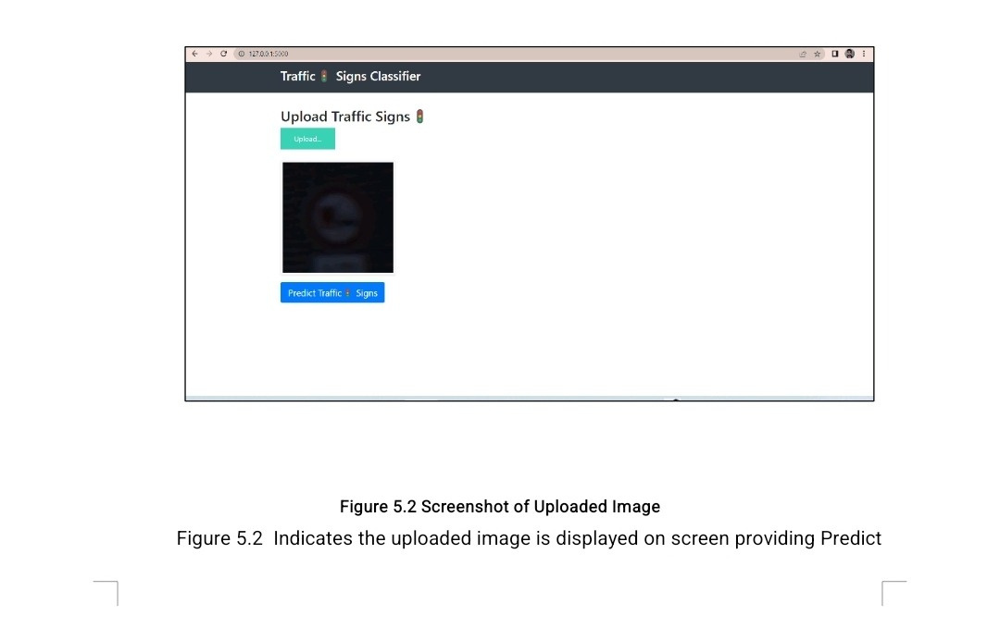 127.0.0.1:5000
Traffic 🚦 Signs Classifier
Upload Traffic Signs 🚦
Upload...
Predict Traffic 🚦 Signs
Figure 5.2 Screenshot of Uploaded Image
Figure 5.2 Indicates the uploaded image is displayed on screen providing Predict